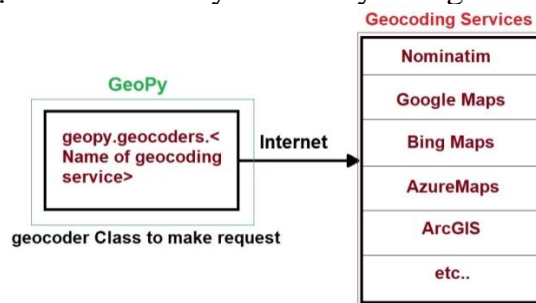 Geocoding Services
GeoPy
geopy.geocoders.<
Name of geocoding
service>
geocoder Class to make request
Internet
Nominatim
Google Maps
Bing Maps
AzureMaps
ArcGIS
etc..